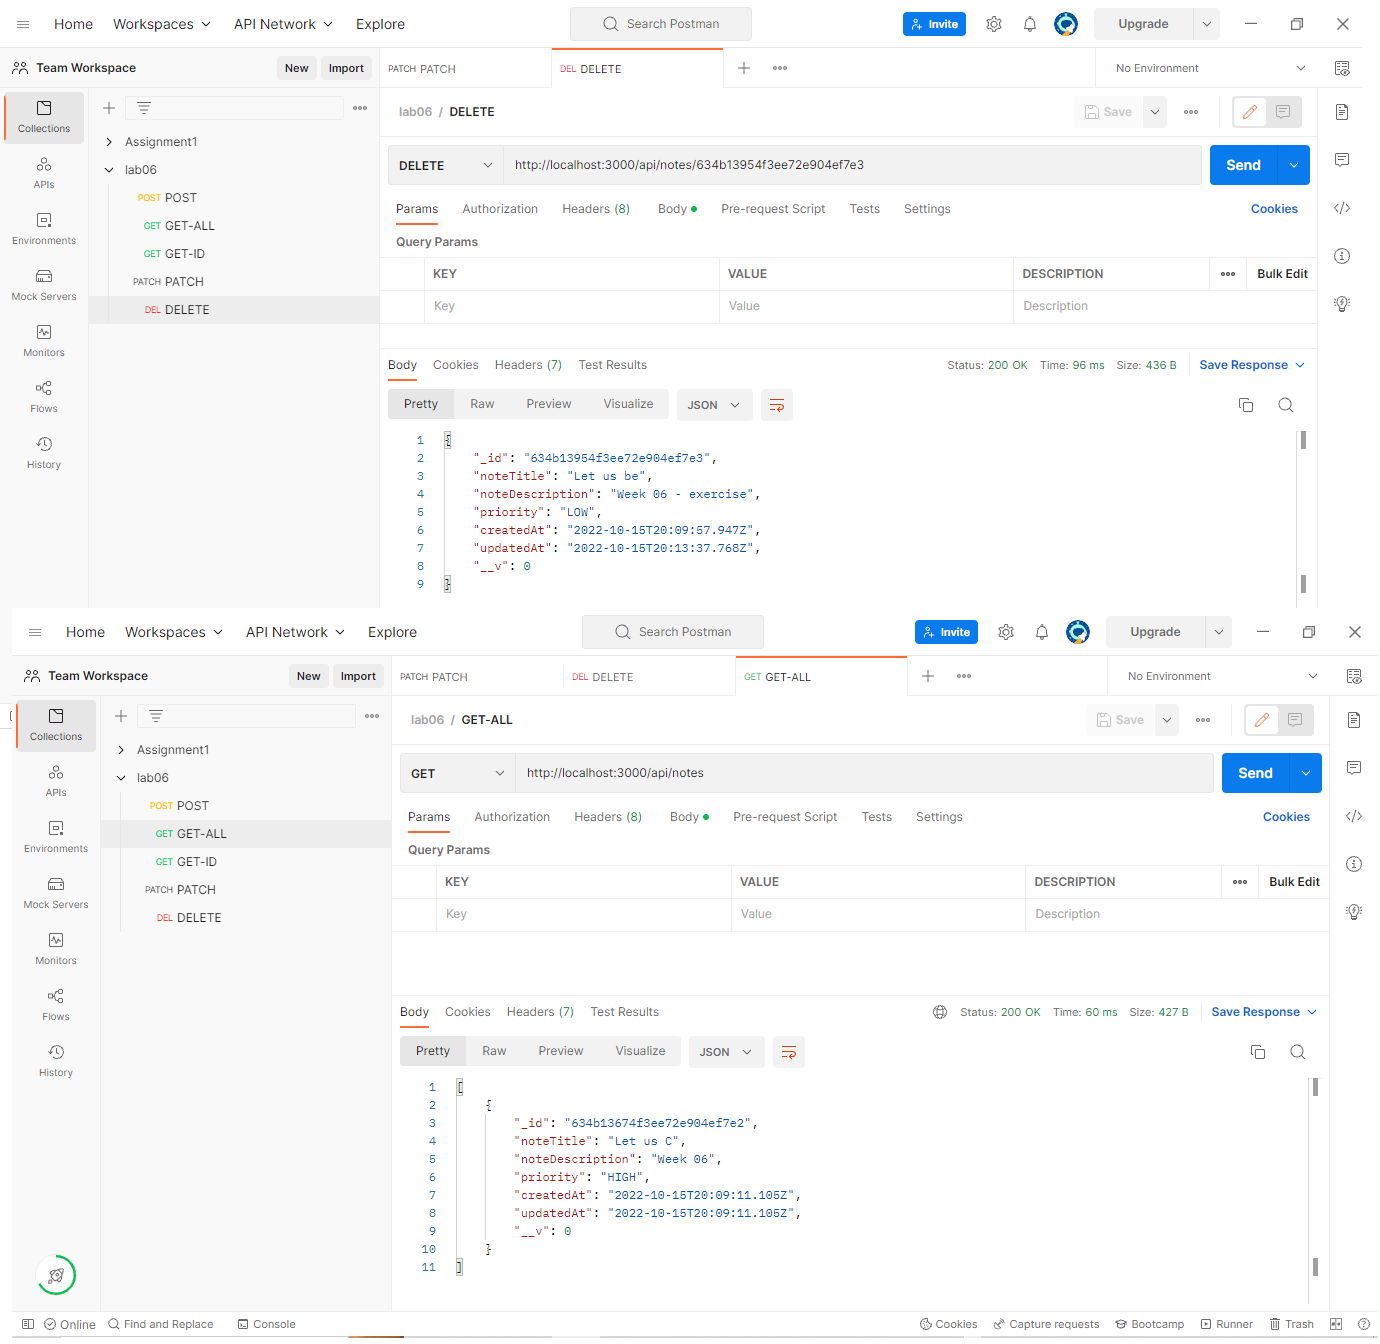 Home Workspaces API Network Explore Search Postman Invite Upgrade
Team Workspace New Import PATCH PATCH DEL DELETE No Environment
Collections
Assignment1
lab06
POST POST
GET GET-ALL
GET GET-ID
PATCH PATCH
DEL DELETE
APIs
Environments
Mock Servers
Monitors
Flows
History
lab06 / DELETE Save
DELETE http://localhost:3000/api/notes/634b13954f3ee72e904ef7e3 Send
Params Authorization Headers (8) Body Pre-request Script Tests Settings Cookies
Query Params
KEY VALUE DESCRIPTION Bulk Edit
Key Value Description
Body Cookies Headers (7) Test Results Status: 200 OK Time: 96 ms Size: 436 B Save Response
Pretty Raw Preview Visualize JSON
1 {
2 "_id": "634b13954f3ee72e904ef7e3",
3 "noteTitle": "Let us be",
4 "noteDescription": "Week 06 - exercise",
5 "priority": "LOW",
6 "createdAt": "2022-10-15T20:09:57.947Z",
7 "updatedAt": "2022-10-15T20:13:37.768Z",
8 "__v": 0
9 }
Home Workspaces API Network Explore Search Postman Invite Upgrade
Team Workspace New Import PATCH PATCH DEL DELETE GET GET-ALL No Environment
Collections
Assignment1
lab06
POST POST
GET GET-ALL
GET GET-ID
PATCH PATCH
DEL DELETE
APIs
Environments
Mock Servers
Monitors
Flows
History
lab06 / GET-ALL Save
GET http://localhost:3000/api/notes Send
Params Authorization Headers (8) Body Pre-request Script Tests Settings Cookies
Query Params
KEY VALUE DESCRIPTION Bulk Edit
Key Value Description
Body Cookies Headers (7) Test Results Status: 200 OK Time: 60 ms Size: 427 B Save Response
Pretty Raw Preview Visualize JSON
1 [
2 {
3 "_id": "634b13674f3ee72e904ef7e2",
4 "noteTitle": "Let us C",
5 "noteDescription": "Week 06",
6 "priority": "HIGH",
7 "createdAt": "2022-10-15T20:09:11.105Z",
8 "updatedAt": "2022-10-15T20:09:11.105Z",
9 "__v": 0
10 }
11 ]
Online Find and Replace Console Cookies Capture requests Bootcamp Runner Trash